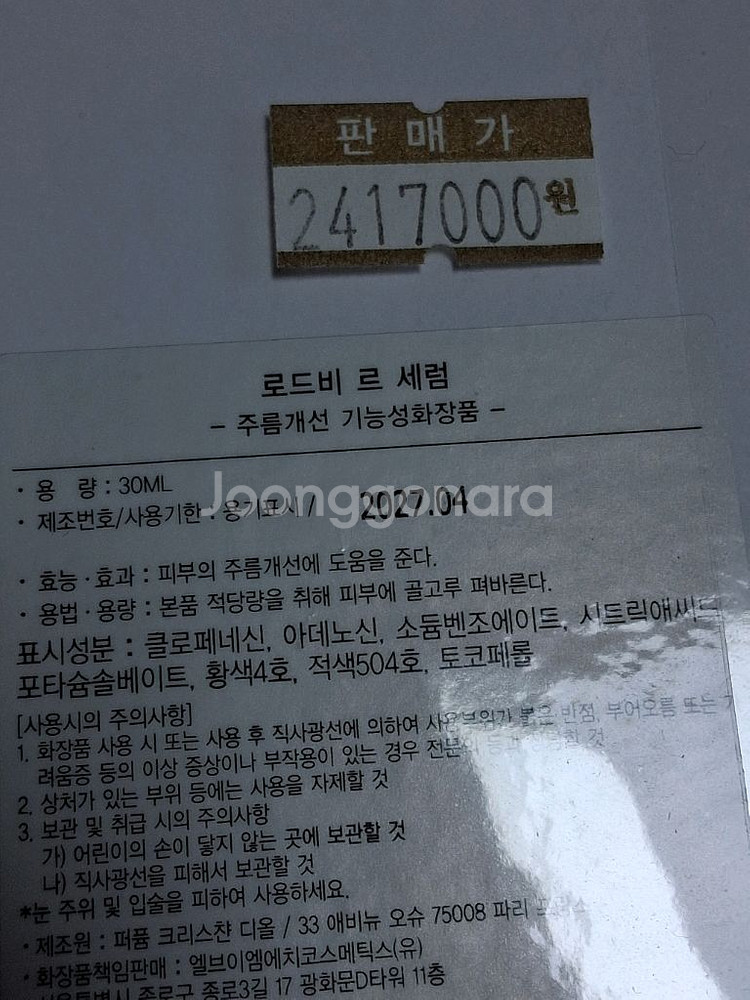 판 매 가
2417000원
로드비 르 세럼
- 주름개선 기능성화장품 -
· 용 량 : 30ML
· 제조번호/사용기한 : 용기표시 / 2027.04
Joonggonara
· 효능 · 효과 : 피부의 주름개선에 도움을 준다.
· 용법 · 용량 : 본품 적당량을 취해 피부에 골고루 펴바른다.
표시성분 : 클로페네신, 아데노신, 소듐벤조에이트, 시트릭애씨드
포타슘솔베이트, 황색4호, 적색504호, 토코페롤
[사용시의 주의사항]
1. 화장품 사용 시 또는 사용 후 직사광선에 의하여 사용부위가 붉은 반점, 부어오름 또는 가
려움증 등의 이상 증상이나 부작용이 있는 경우 전문의 등과 상담할 것
2. 상처가 있는 부위 등에는 사용을 자제할 것
3. 보관 및 취급 시의 주의사항
가) 어린이의 손이 닿지 않는 곳에 보관할 것
나) 직사광선을 피해서 보관할 것
*눈 주위 및 입술을 피하여 사용하세요.
· 제조원 : 퍼퓸 크리스챤 디올 / 33 애비뉴 오슈 75008 파리 프랑스
· 화장품책임판매 : 엘브이엠에치코스메틱스(유)
서울특별시 종로구 종로3길 17 광화문D타워 11층